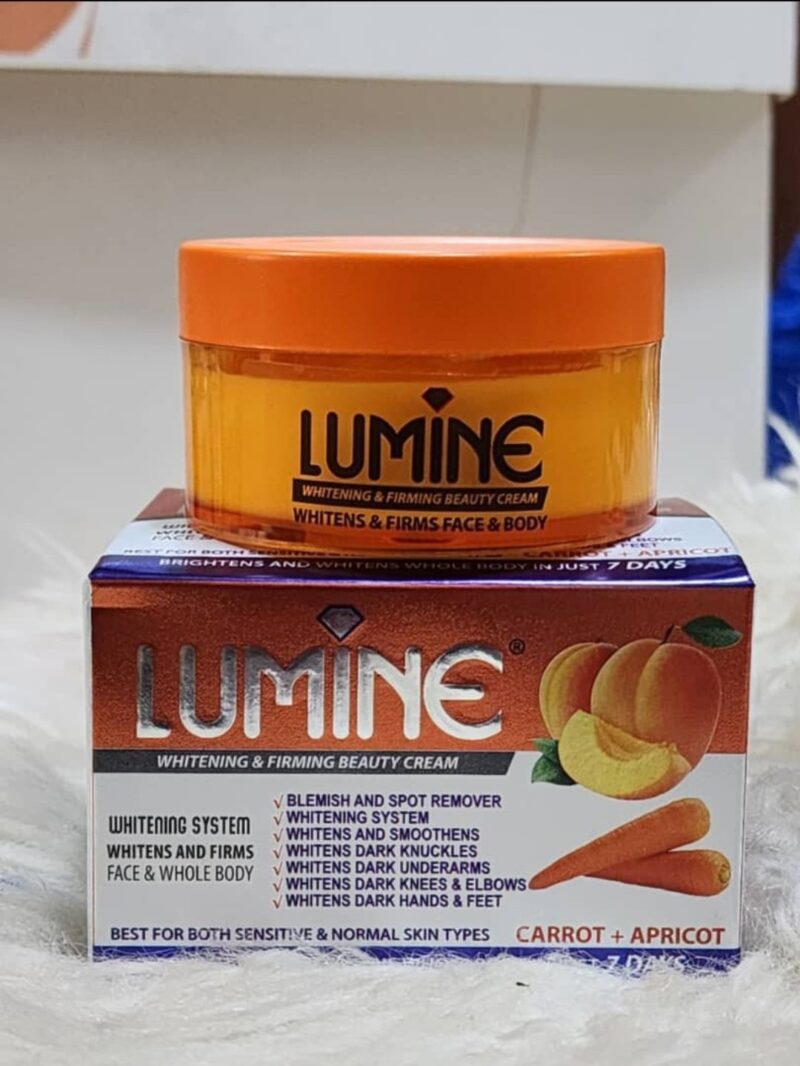 LUMINE
WHITENING & FIRMING BEAUTY CREAM
WHITENS & FIRMS FACE & BODY
BEST FOR BOTH SENSITIVE
CARROT + APRICOT
BRIGHTENS AND WHITENS WHOLE BODY IN JUST 7 DAYS
LUMINE®
WHITENING & FIRMING BEAUTY CREAM
WHITENING SYSTEM
WHITENS AND FIRMS
FACE & WHOLE BODY
√ BLEMISH AND SPOT REMOVER
√ WHITENING SYSTEM
√ WHITENS AND SMOOTHENS
√ WHITENS DARK KNUCKLES
√ WHITENS DARK UNDERARMS
√ WHITENS DARK KNEES & ELBOWS
√ WHITENS DARK HANDS & FEET
BEST FOR BOTH SENSITIVE & NORMAL SKIN TYPES
CARROT + APRICOT
7 DAYS